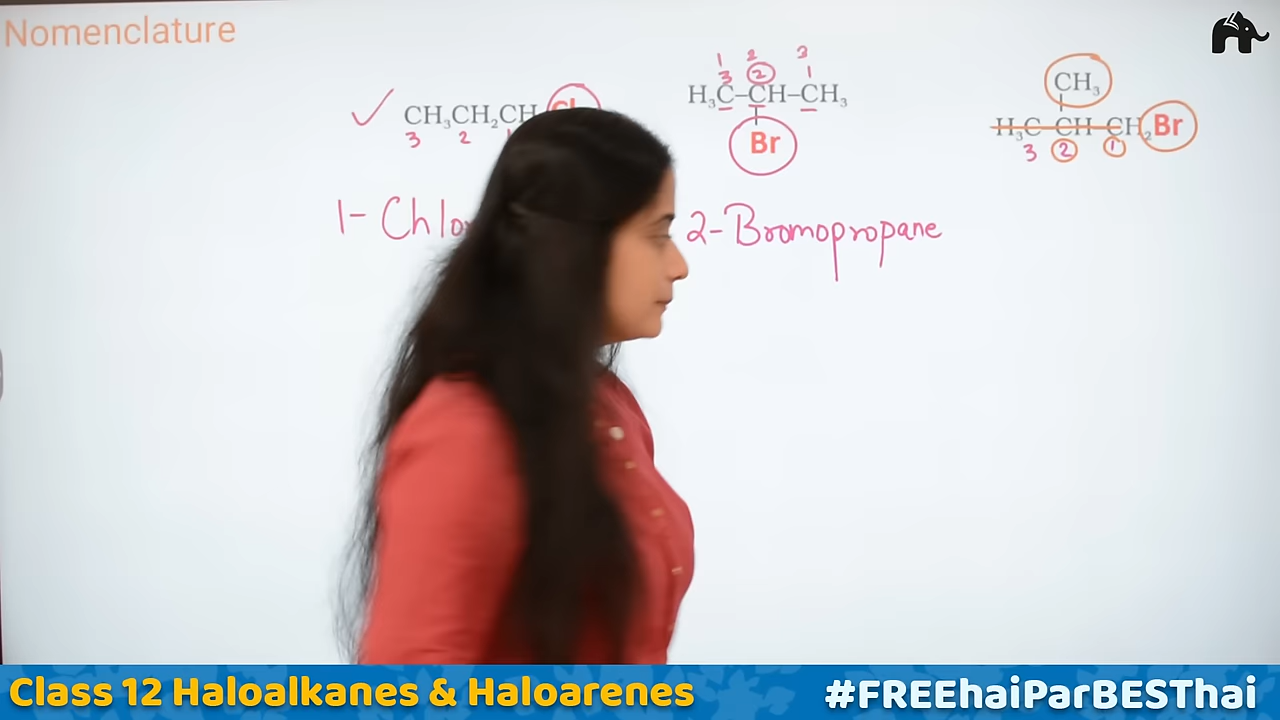 Nomenclature
CH₃CH₂CH
3 2
1-
1 2 3
3 2 1
H₃C–CH–CH₃
Br
2-Bromopropane
CH₃
H₃C–CH–CH₂Br
3 2 1
Class 12 Haloalkanes & Haloarenes
#FREEhaiParBESThai